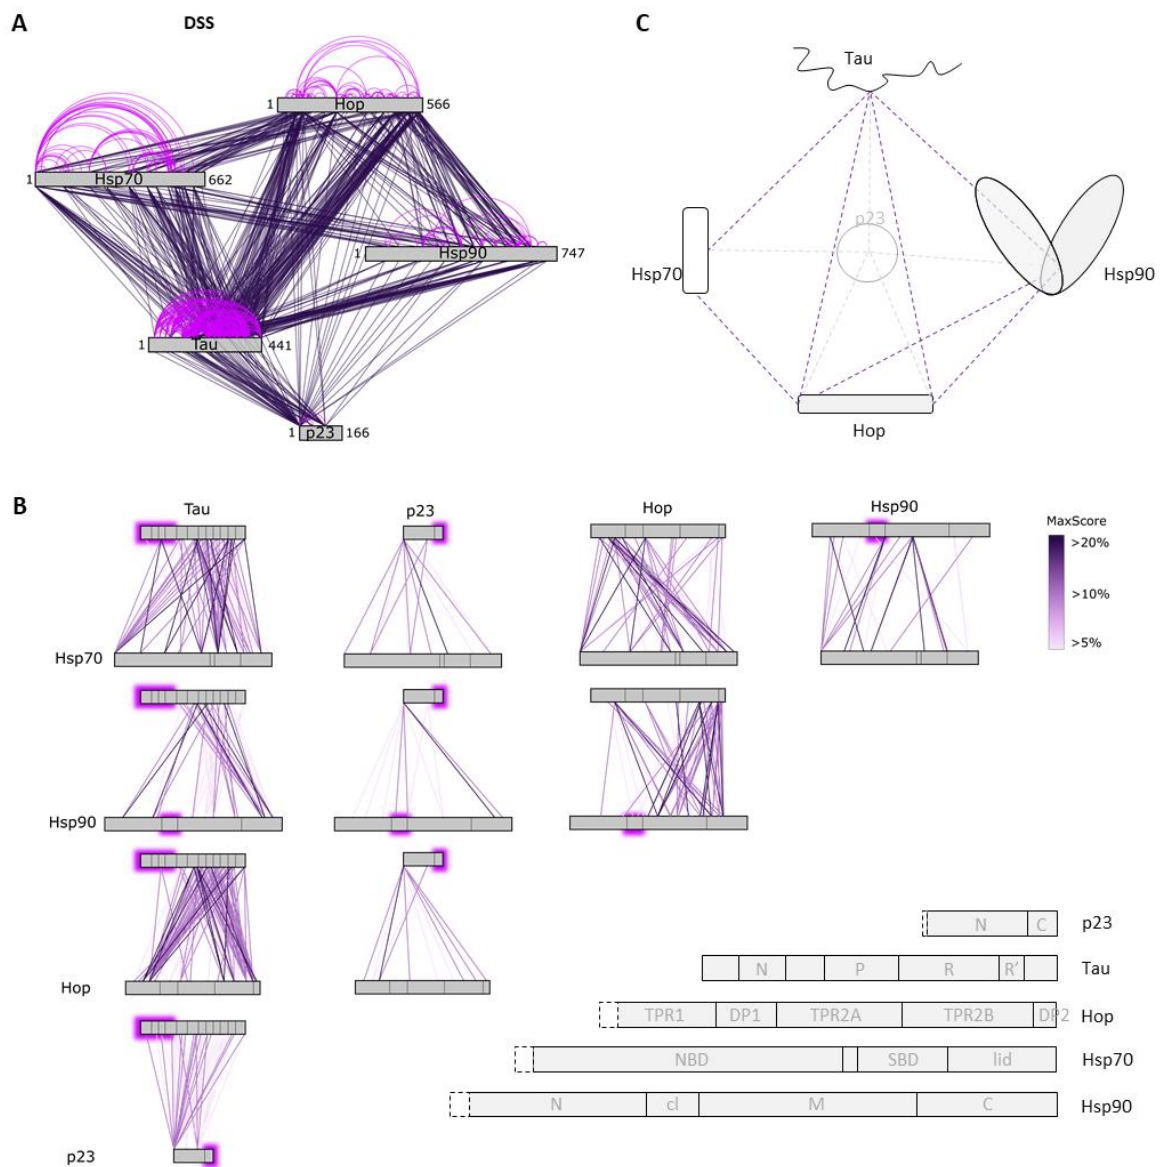 A
DSS
1 Hop 566
1 Hsp70 662
1 Hsp90 747
1 Tau 441
1 p23 166
C
Tau
p23
Hsp70
Hsp90
Hop
B
Tau p23 Hop Hsp90
MaxScore
>20%
>10%
>5%
Hsp70
Hsp90
Hop
p23
N C p23
N P R R' Tau
TPR1 DP1 TPR2A TPR2B DP2 Hop
NBD SBD lid Hsp70
N cl M C Hsp90